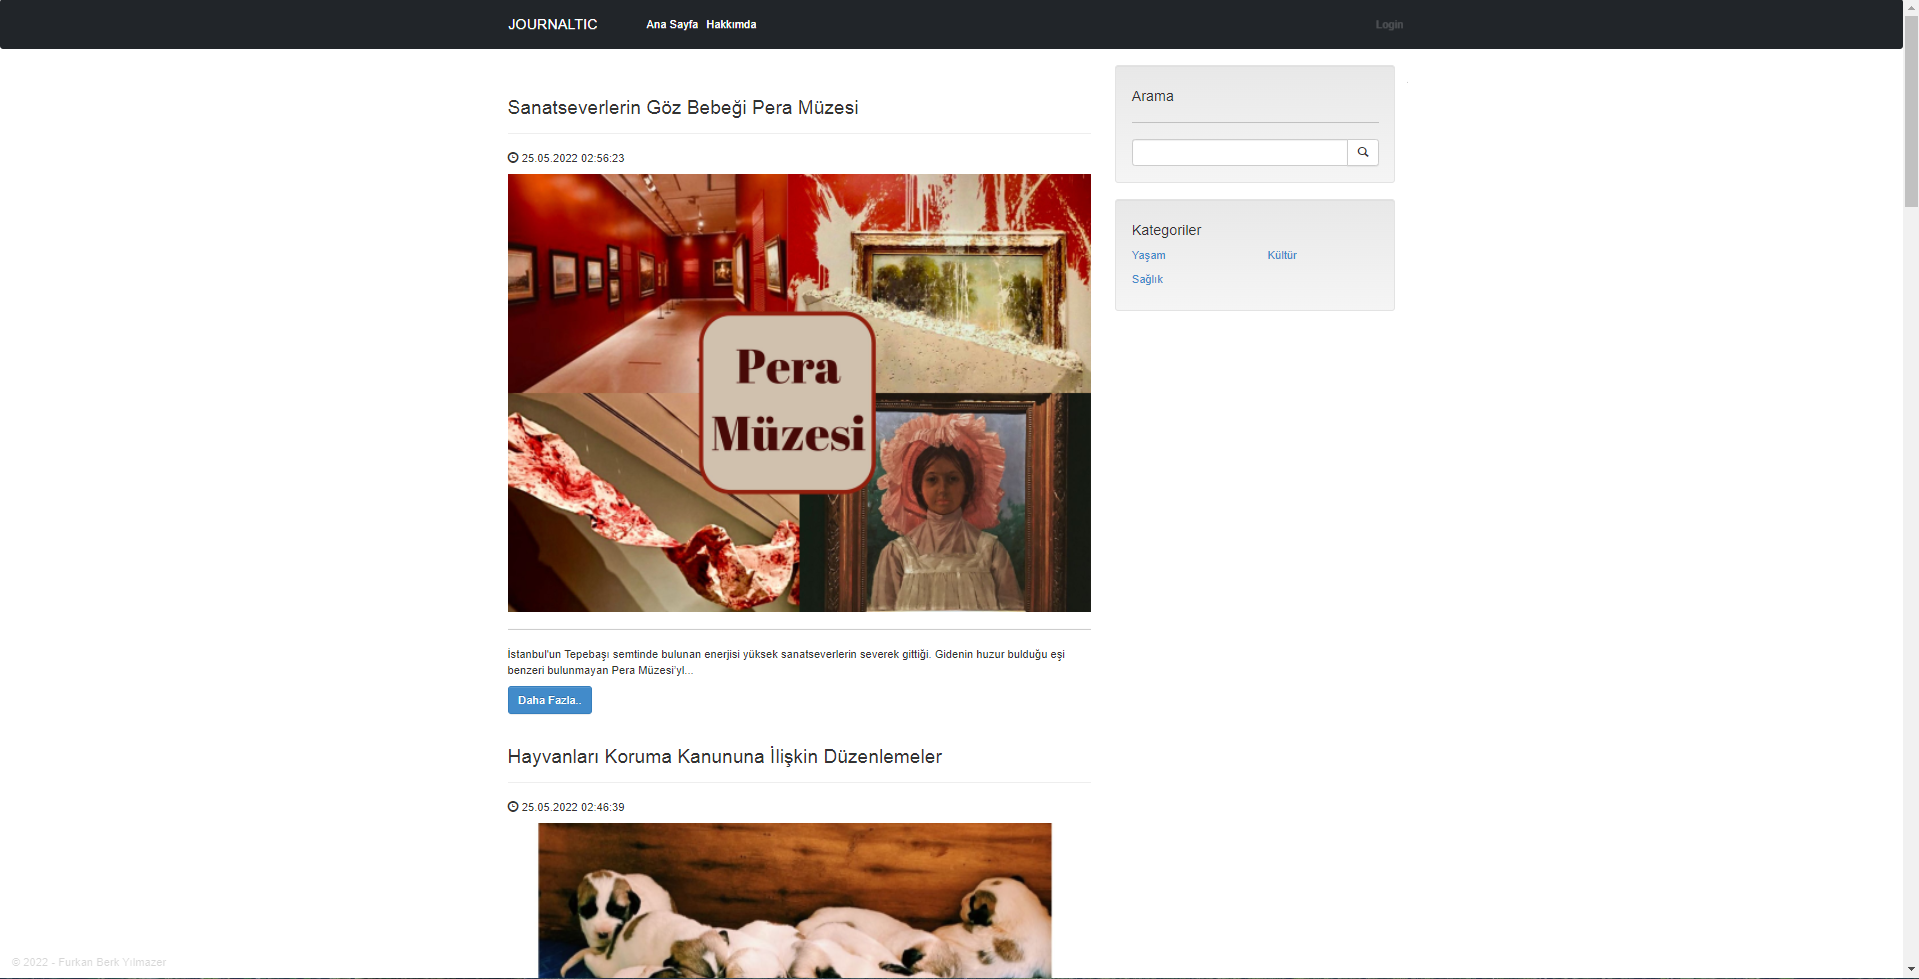 JOURNALTIC Ana Sayfa Hakkımda Login
Sanatseverlerin Göz Bebeği Pera Müzesi
25.05.2022 02:56:23
Pera
Müzesi
İstanbul'un Tepebaşı semtinde bulunan enerjisi yüksek sanatseverlerin severek gittiği. Gidenin huzur bulduğu eşi
benzeri bulunmayan Pera Müzesi'yl...
Daha Fazla..
Hayvanları Koruma Kanununa İlişkin Düzenlemeler
25.05.2022 02:46:39
Arama
Kategoriler
Yaşam Kültür
Sağlık
© 2022 - Furkan Berk Yılmazer